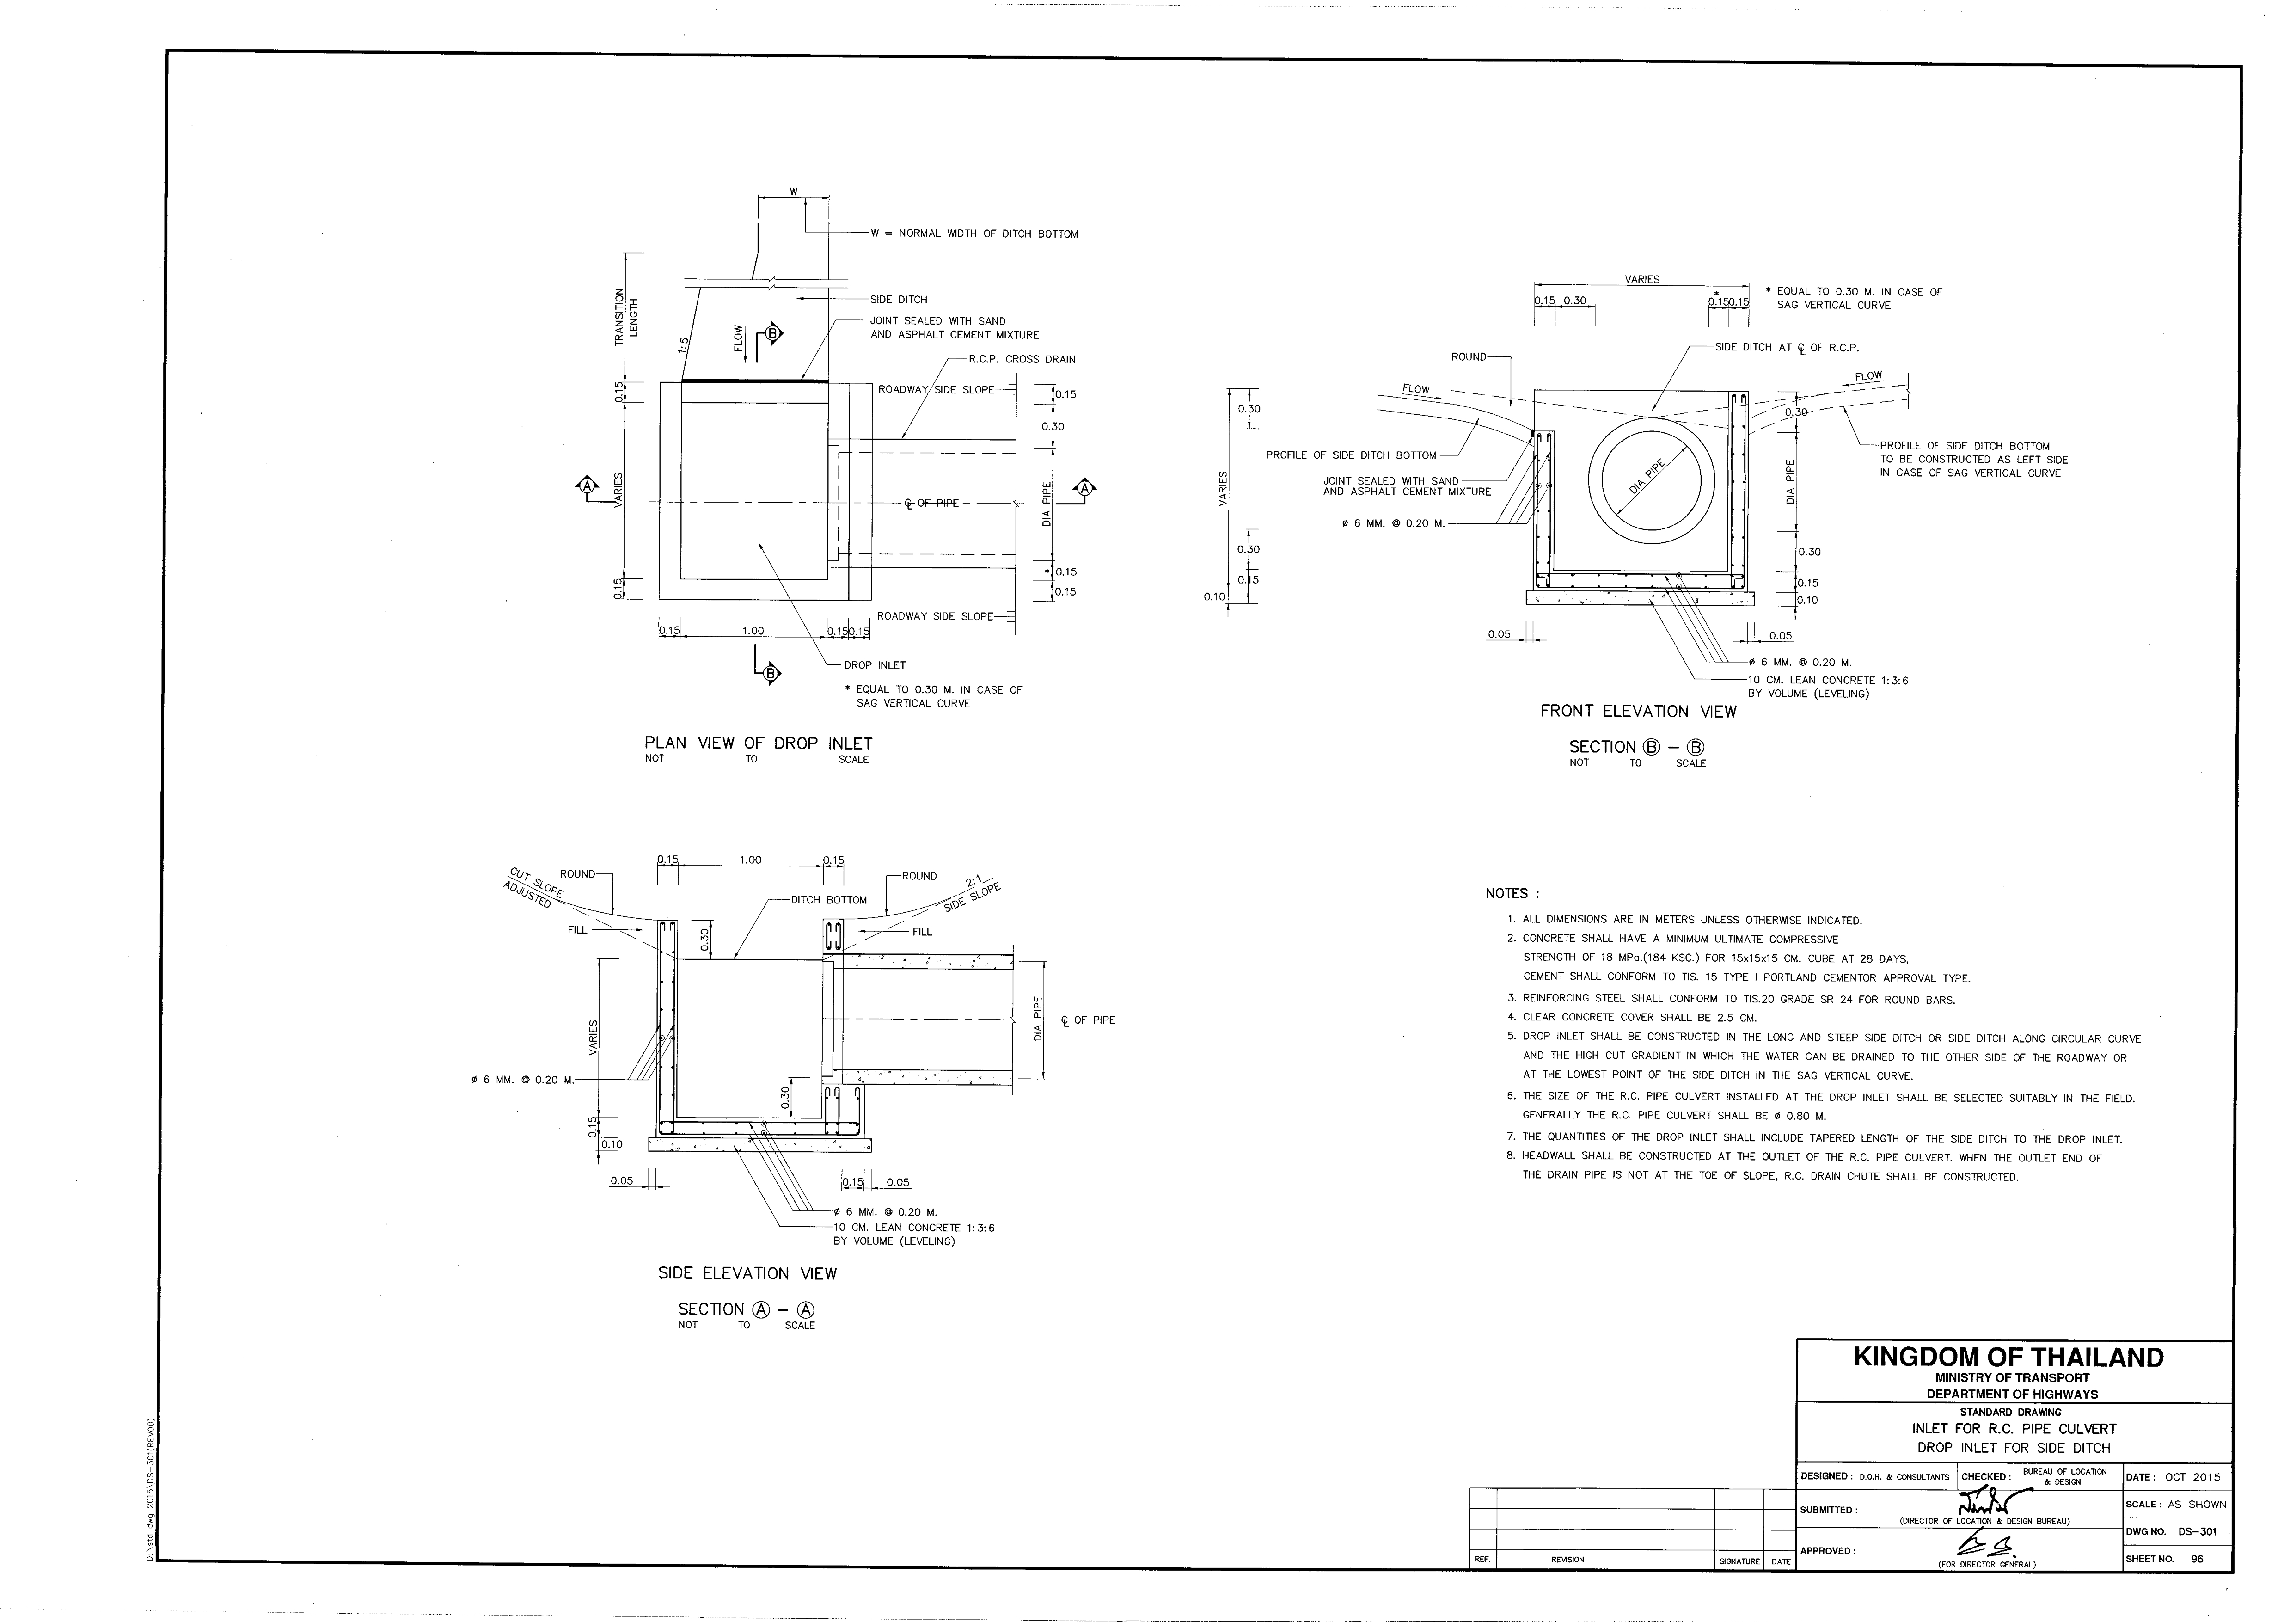 W
W = NORMAL WIDTH OF DITCH BOTTOM
TRANSITION
LENGTH
SIDE DITCH
JOINT SEALED WITH SAND
AND ASPHALT CEMENT MIXTURE
1:5
FLOW
B
R.C.P. CROSS DRAIN
ROADWAY SIDE SLOPE
0.15
0.15
0.30
A
VARIES
℄ OF PIPE
DIA PIPE
A
* 0.15
0.15
0.15
ROADWAY SIDE SLOPE
0.15
1.00
0.15
0.15
B
DROP INLET
* EQUAL TO 0.30 M. IN CASE OF
SAG VERTICAL CURVE
PLAN VIEW OF DROP INLET
NOT TO SCALE
VARIES
* EQUAL TO 0.30 M. IN CASE OF
SAG VERTICAL CURVE
0.15
0.30
*
0.15
0.15
SIDE DITCH AT ℄ OF R.C.P.
ROUND
FLOW
FLOW
0.30
0.30
PROFILE OF SIDE DITCH BOTTOM
PROFILE OF SIDE DITCH BOTTOM
TO BE CONSTRUCTED AS LEFT SIDE
IN CASE OF SAG VERTICAL CURVE
JOINT SEALED WITH SAND
AND ASPHALT CEMENT MIXTURE
VARIES
DIA PIPE
DIA PIPE
ø 6 MM. @ 0.20 M.
0.30
0.30
0.15
0.15
0.10
0.10
0.05
0.05
ø 6 MM. @ 0.20 M.
10 CM. LEAN CONCRETE 1:3:6
BY VOLUME (LEVELING)
FRONT ELEVATION VIEW
SECTION B – B
NOT TO SCALE
0.15
1.00
0.15
CUT SLOPE
ADJUSTED
ROUND
ROUND
2:1
SIDE SLOPE
DITCH BOTTOM
FILL
0.30
FILL
VARIES
DIA PIPE
℄ OF PIPE
ø 6 MM. @ 0.20 M.
0.30
0.15
0.10
0.05
0.15
0.05
ø 6 MM. @ 0.20 M.
10 CM. LEAN CONCRETE 1:3:6
BY VOLUME (LEVELING)
SIDE ELEVATION VIEW
SECTION A – A
NOT TO SCALE
NOTES :
1. ALL DIMENSIONS ARE IN METERS UNLESS OTHERWISE INDICATED.
2. CONCRETE SHALL HAVE A MINIMUM ULTIMATE COMPRESSIVE
STRENGTH OF 18 MPa.(184 KSC.) FOR 15x15x15 CM. CUBE AT 28 DAYS,
CEMENT SHALL CONFORM TO TIS. 15 TYPE I PORTLAND CEMENTOR APPROVAL TYPE.
3. REINFORCING STEEL SHALL CONFORM TO TIS.20 GRADE SR 24 FOR ROUND BARS.
4. CLEAR CONCRETE COVER SHALL BE 2.5 CM.
5. DROP INLET SHALL BE CONSTRUCTED IN THE LONG AND STEEP SIDE DITCH OR SIDE DITCH ALONG CIRCULAR CURVE
AND THE HIGH CUT GRADIENT IN WHICH THE WATER CAN BE DRAINED TO THE OTHER SIDE OF THE ROADWAY OR
AT THE LOWEST POINT OF THE SIDE DITCH IN THE SAG VERTICAL CURVE.
6. THE SIZE OF THE R.C. PIPE CULVERT INSTALLED AT THE DROP INLET SHALL BE SELECTED SUITABLY IN THE FIELD.
GENERALLY THE R.C. PIPE CULVERT SHALL BE ø 0.80 M.
7. THE QUANTITIES OF THE DROP INLET SHALL INCLUDE TAPERED LENGTH OF THE SIDE DITCH TO THE DROP INLET.
8. HEADWALL SHALL BE CONSTRUCTED AT THE OUTLET OF THE R.C. PIPE CULVERT. WHEN THE OUTLET END OF
THE DRAIN PIPE IS NOT AT THE TOE OF SLOPE, R.C. DRAIN CHUTE SHALL BE CONSTRUCTED.
KINGDOM OF THAILAND
MINISTRY OF TRANSPORT
DEPARTMENT OF HIGHWAYS
STANDARD DRAWING
INLET FOR R.C. PIPE CULVERT
DROP INLET FOR SIDE DITCH
DESIGNED : D.O.H. & CONSULTANTS
CHECKED : BUREAU OF LOCATION
& DESIGN
DATE : OCT 2015
SUBMITTED :
(DIRECTOR OF LOCATION & DESIGN BUREAU)
SCALE : AS SHOWN
DWG NO. DS–301
APPROVED :
(FOR DIRECTOR GENERAL)
SHEET NO. 96
REF. REVISION SIGNATURE DATE
D:\std dwg 2015\DS-301(REV00)